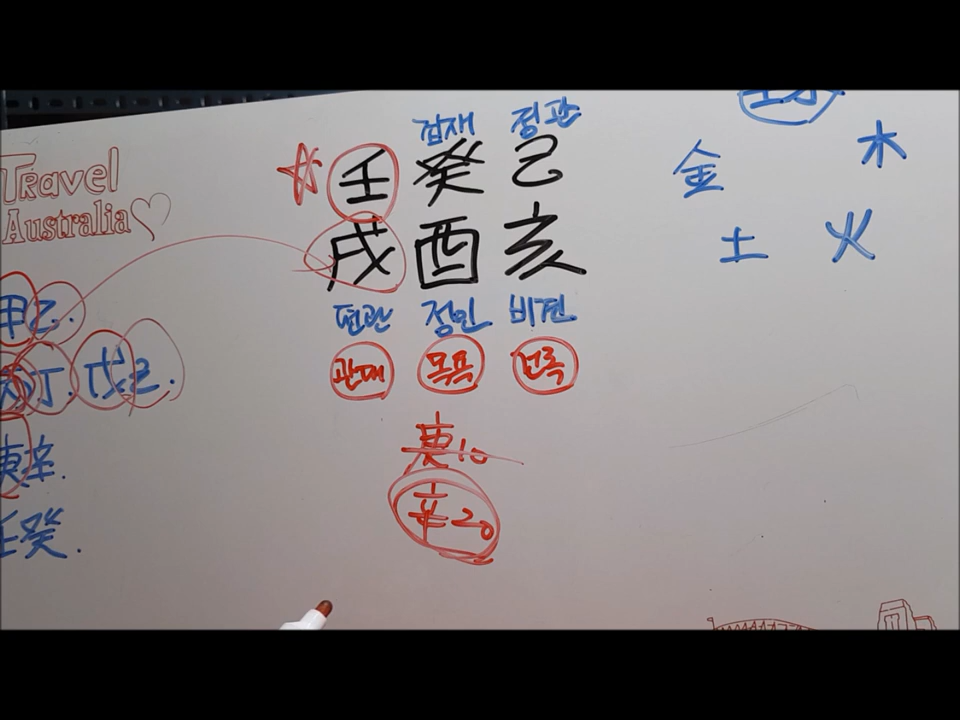 Travel
Australia
겁재 정관
壬 癸 己
戌 酉 亥
편관 정인 비견
관대 목욕 건록
庚10
辛20
甲乙.
丁. 戊己.
庚辛.
壬癸.
金 木
土 火